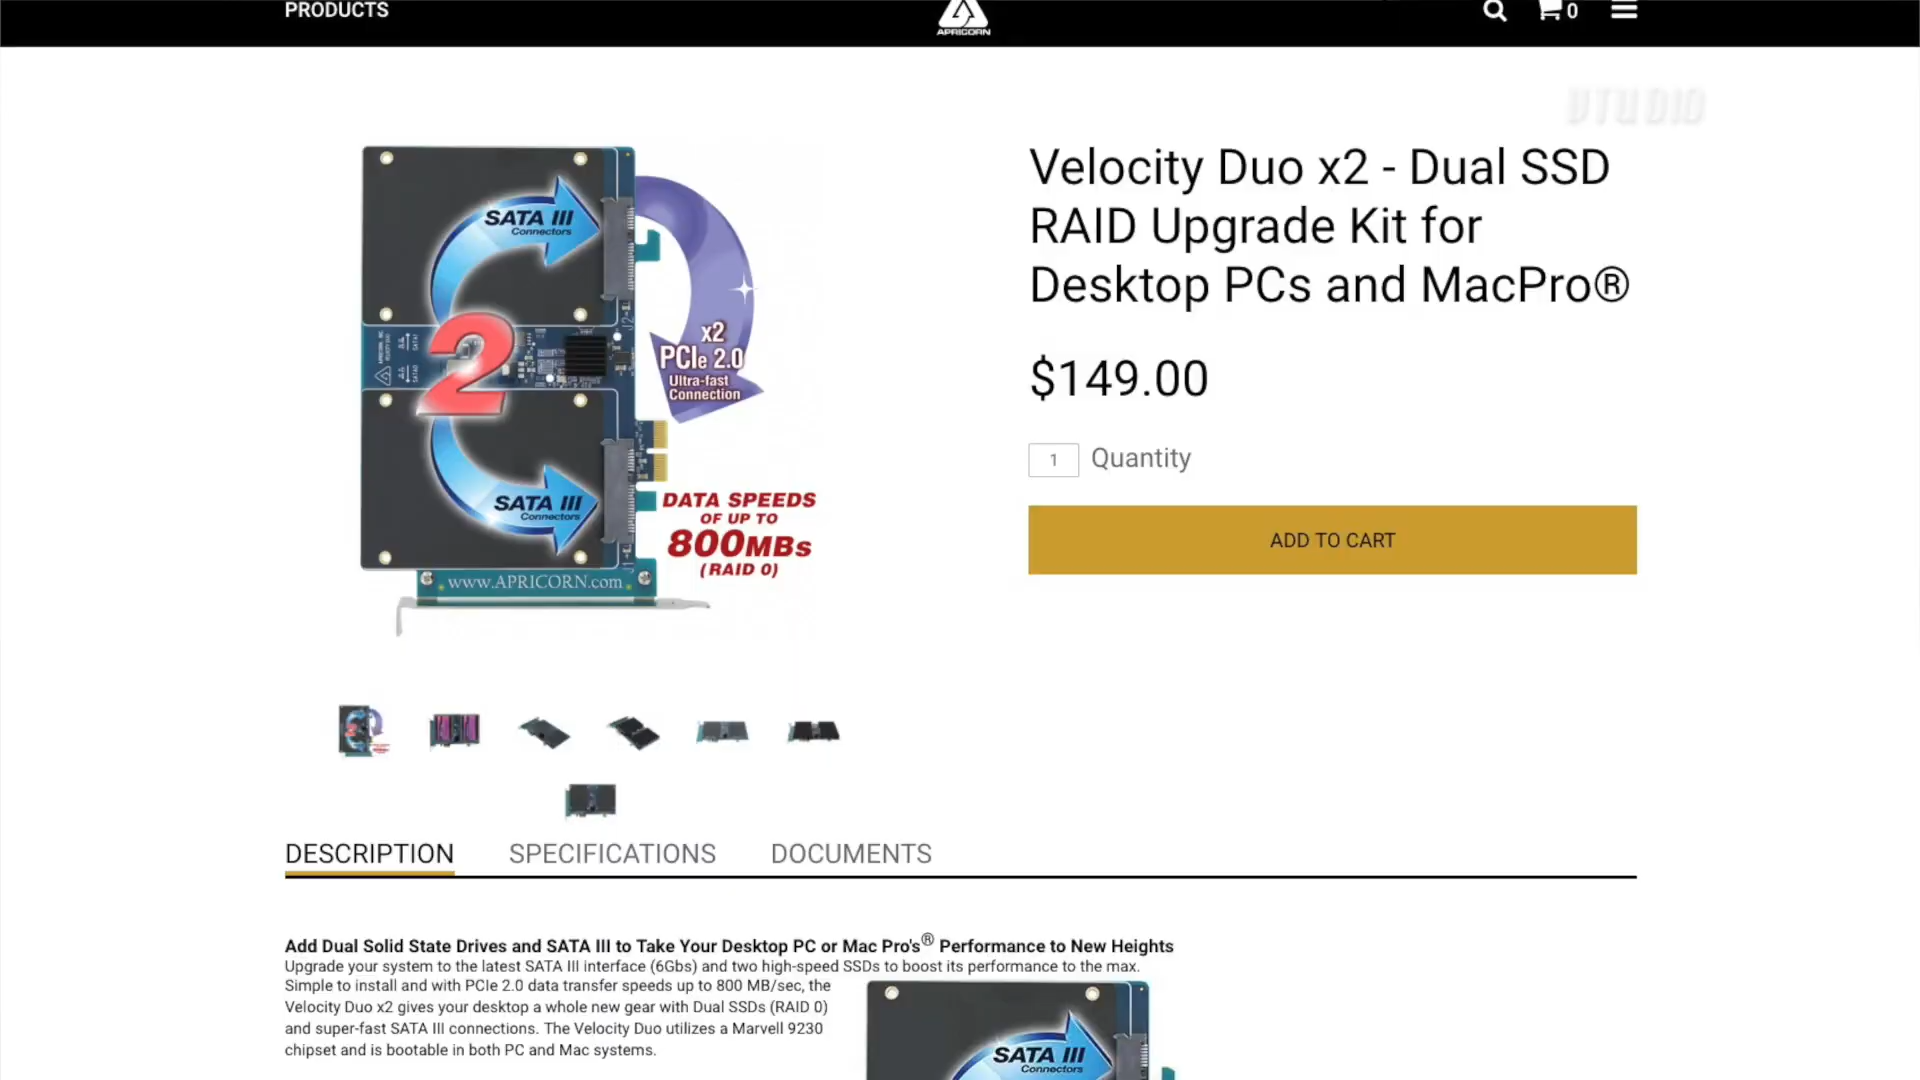 PRODUCTS
APRICORN
0
VTUDIO
Velocity Duo x2 - Dual SSD
RAID Upgrade Kit for
Desktop PCs and MacPro®
$149.00
1 Quantity
ADD TO CART
SATA III
Connectors
2
x2
PCIe 2.0
Ultra-fast
Connection
SATA III
Connectors
DATA SPEEDS
OF UP TO
800MBs
(RAID 0)
www.APRICORN.com
DESCRIPTION SPECIFICATIONS DOCUMENTS
Add Dual Solid State Drives and SATA III to Take Your Desktop PC or Mac Pro's® Performance to New Heights
Upgrade your system to the latest SATA III interface (6Gbs) and two high-speed SSDs to boost its performance to the max.
Simple to install and with PCIe 2.0 data transfer speeds up to 800 MB/sec, the
Velocity Duo x2 gives your desktop a whole new gear with Dual SSDs (RAID 0)
and super-fast SATA III connections. The Velocity Duo utilizes a Marvell 9230
chipset and is bootable in both PC and Mac systems.
SATA III
Connectors